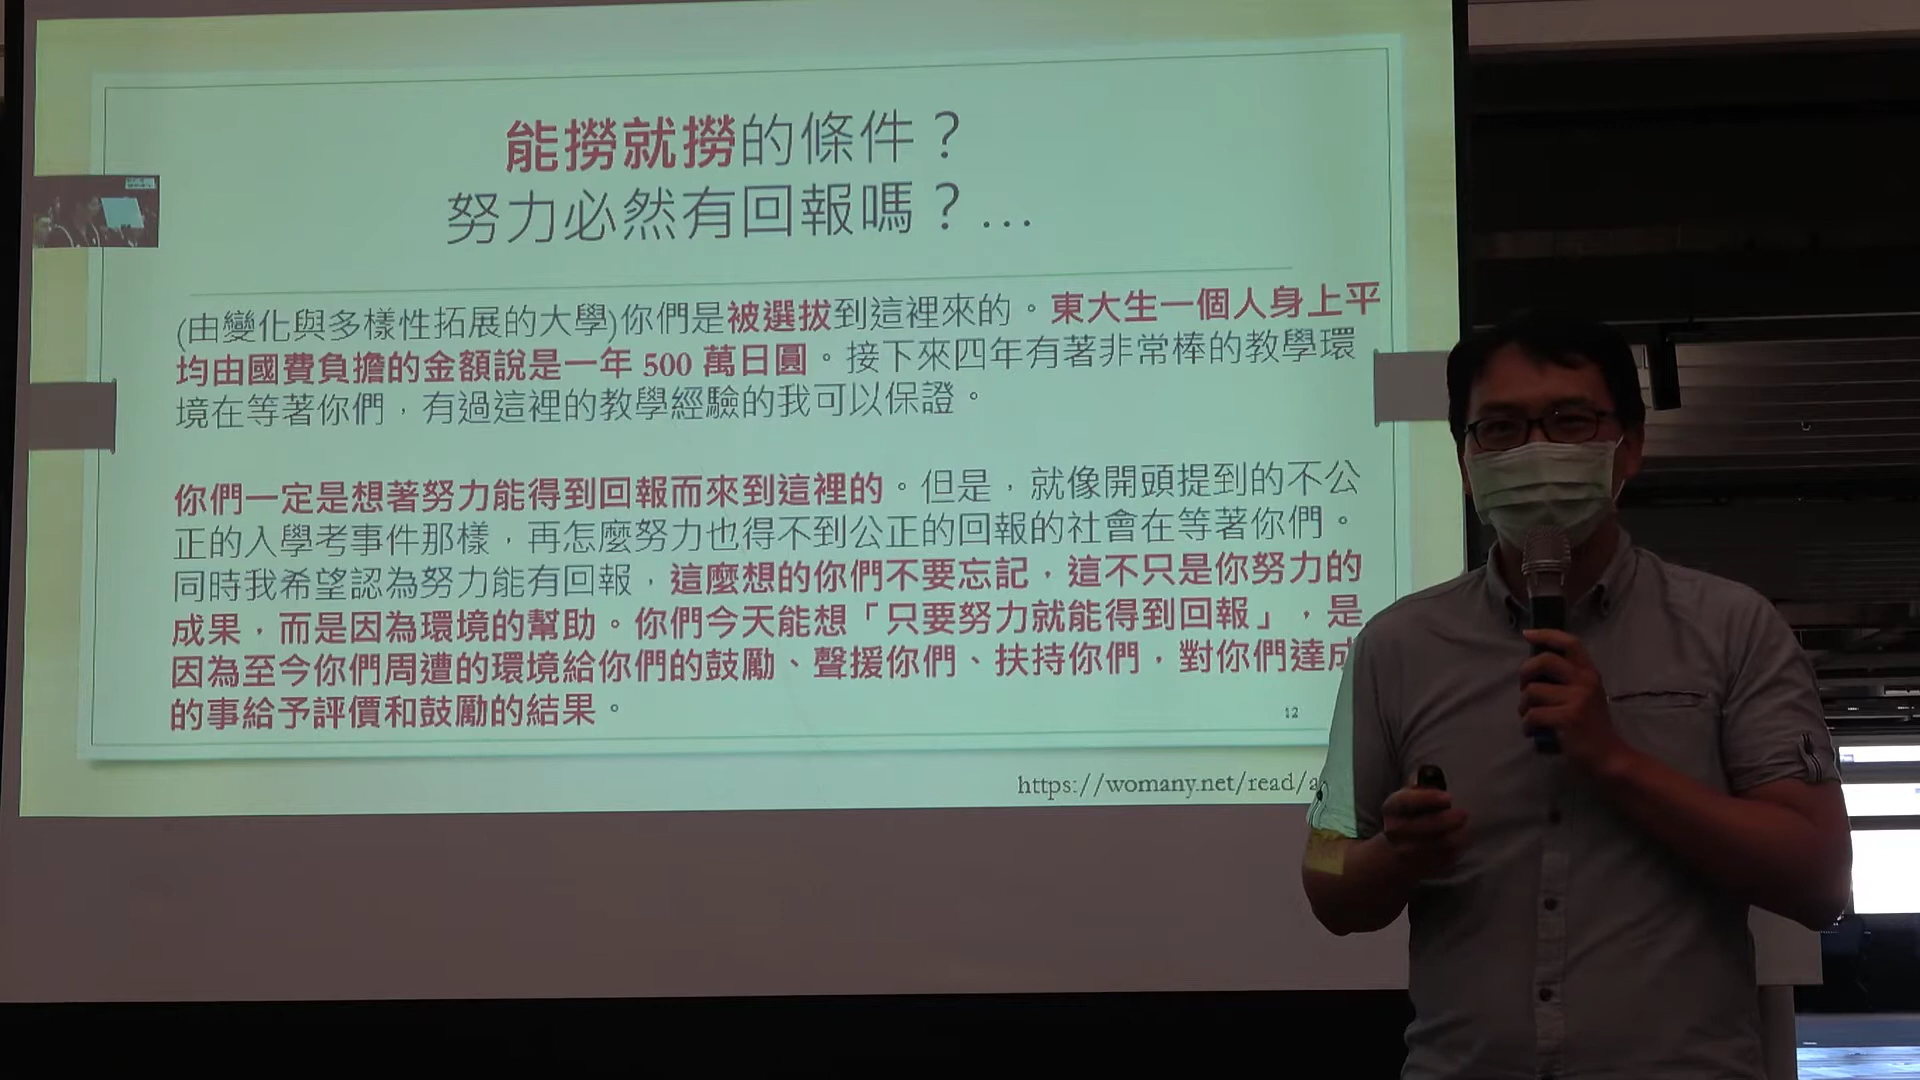 能撈就撈的條件？
努力必然有回報嗎？…
(由變化與多樣性拓展的大學)你們是被選拔到這裡來的。東大生一個人身上平
均由國費負擔的金額說是一年 500 萬日圓。接下來四年有著非常棒的教學環
境在等著你們，有過這裡的教學經驗的我可以保證。
你們一定是想著努力能得到回報而來到這裡的。但是，就像開頭提到的不公
正的入學考事件那樣，再怎麼努力也得不到公正的回報的社會在等著你們。
同時我希望認為努力能有回報，這麼想的你們不要忘記，這不只是你努力的
成果，而是因為環境的幫助。你們今天能想「只要努力就能得到回報」，是
因為至今你們周遭的環境給你們的鼓勵、聲援你們、扶持你們，對你們達成
的事給予評價和鼓勵的結果。
12
https://womany.net/read/a